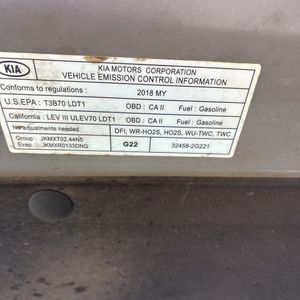 KIA
KIA MOTORS CORPORATION
VEHICLE EMISSION CONTROL INFORMATION
Conforms to regulations : 2018 MY
U.S.EPA : T3B70 LDT1 OBD : CA II Fuel : Gasoline
California : LEV III ULEV70 LDT1 OBD : CA II Fuel : Gasoline
No adjustments needed. DFI, WR-HO2S, HO2S, WU-TWC, TWC
Group : JKMXT02.44N5
Evap. : JKMXR0133DNG G22 32458-2G221